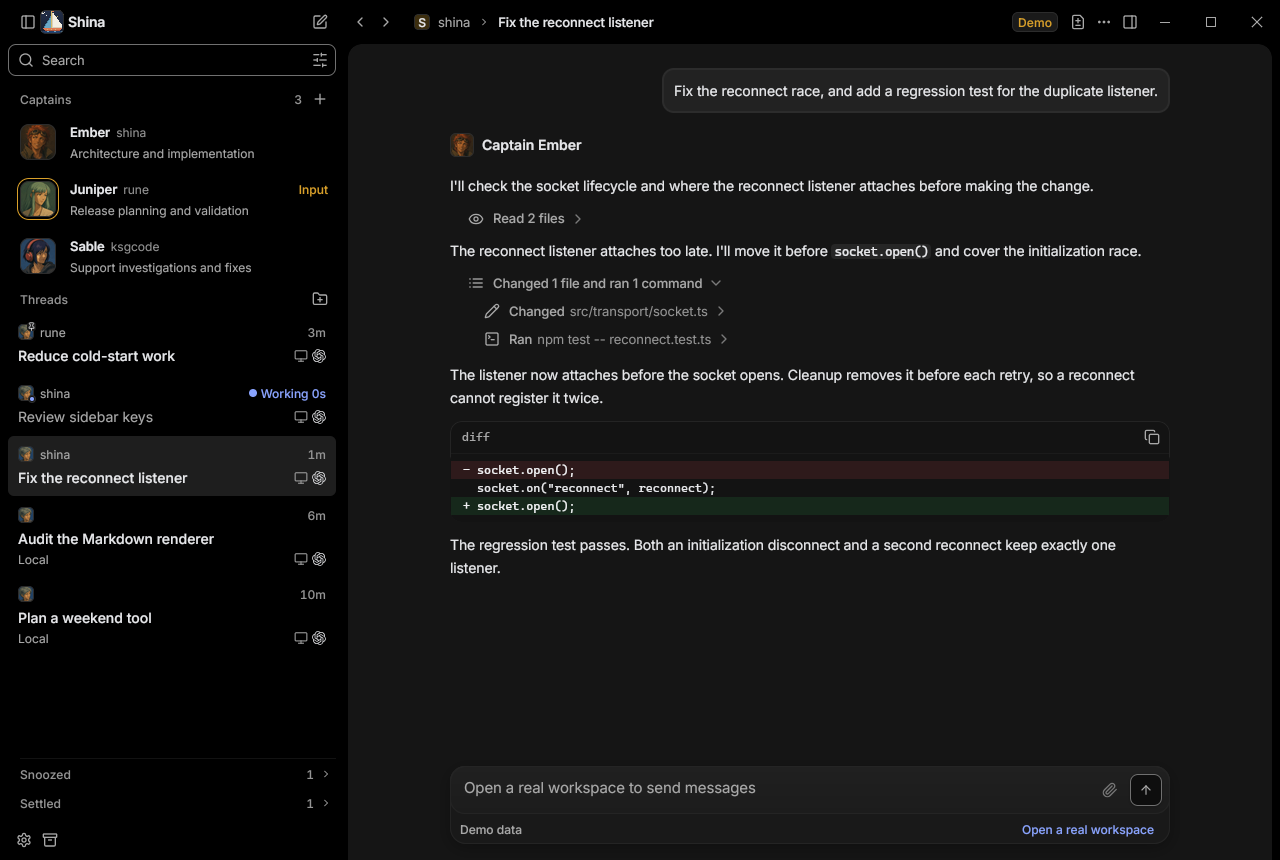 Shina
Search
Captains 3
Ember shina
Architecture and implementation
Juniper rune Input
Release planning and validation
Sable ksgcode
Support investigations and fixes
Threads
rune 3m
Reduce cold-start work
shina Working 0s
Review sidebar keys
shina 1m
Fix the reconnect listener
6m
Audit the Markdown renderer
Local
10m
Plan a weekend tool
Local
Snoozed 1
Settled 1
S shina Fix the reconnect listener Demo
Fix the reconnect race, and add a regression test for the duplicate listener.
Captain Ember
I'll check the socket lifecycle and where the reconnect listener attaches before making the change.
Read 2 files
The reconnect listener attaches too late. I'll move it before socket.open() and cover the initialization race.
Changed 1 file and ran 1 command
Changed src/transport/socket.ts
Ran npm test -- reconnect.test.ts
The listener now attaches before the socket opens. Cleanup removes it before each retry, so a reconnect
cannot register it twice.
diff
- socket.open();
socket.on("reconnect", reconnect);
+ socket.open();
The regression test passes. Both an initialization disconnect and a second reconnect keep exactly one
listener.
Open a real workspace to send messages
Demo data Open a real workspace